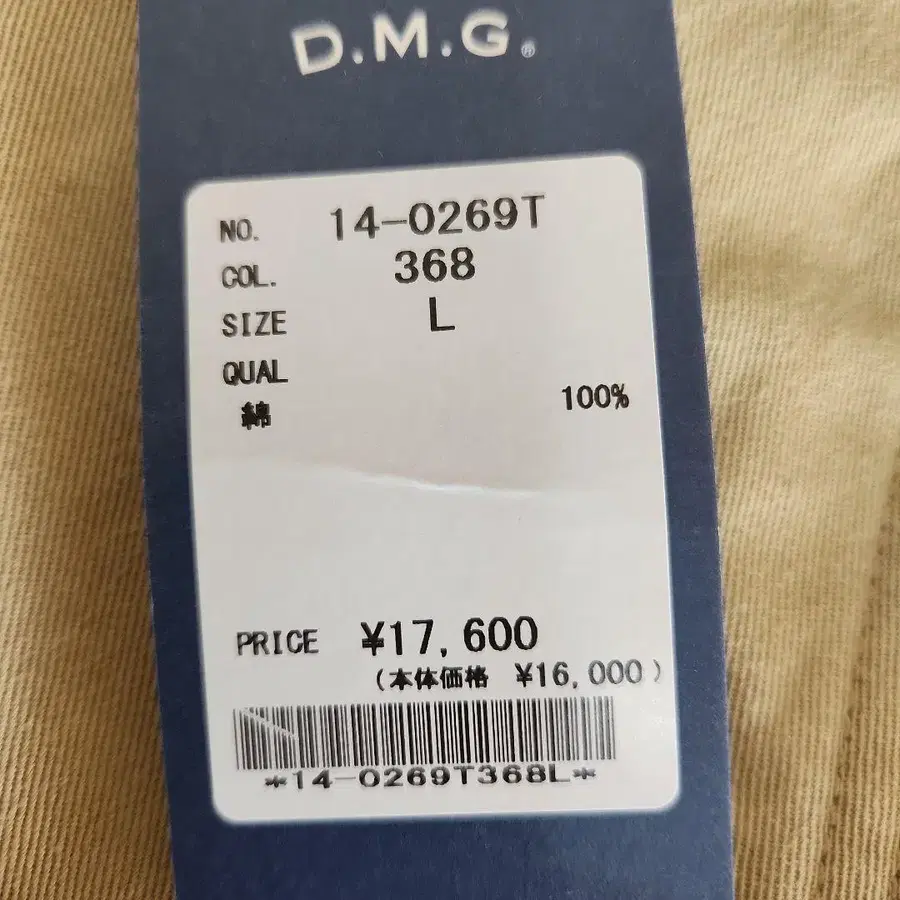 D.M.G.®
NO. 14-0269T
COL. 368
SIZE L
QUAL
綿 100%
PRICE ¥17,600
(本体価格 ¥16,000)
*14-0269T368L*